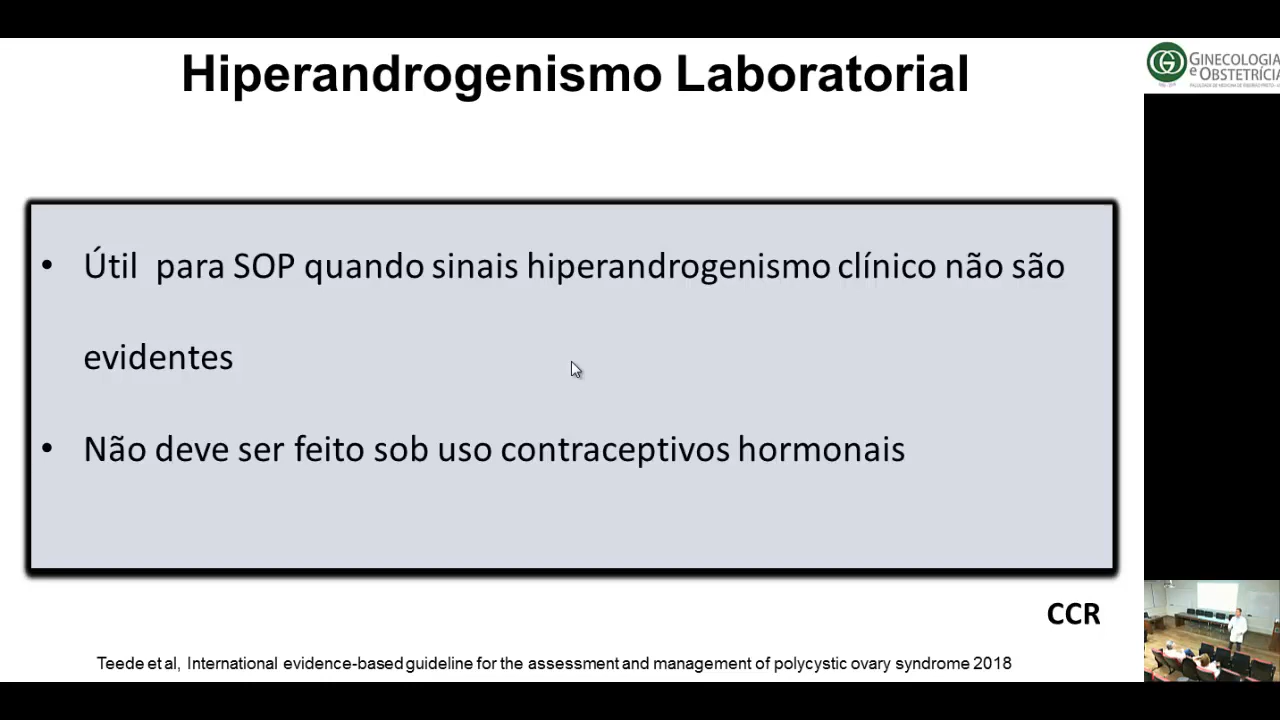 Hiperandrogenismo Laboratorial
GINECOLOGIA
e OBSTETRÍCIA
• Útil  para SOP quando sinais hiperandrogenismo clínico não são
evidentes
• Não deve ser feito sob uso contraceptivos hormonais
CCR
Teede et al, International evidence-based guideline for the assessment and management of polycystic ovary syndrome 2018